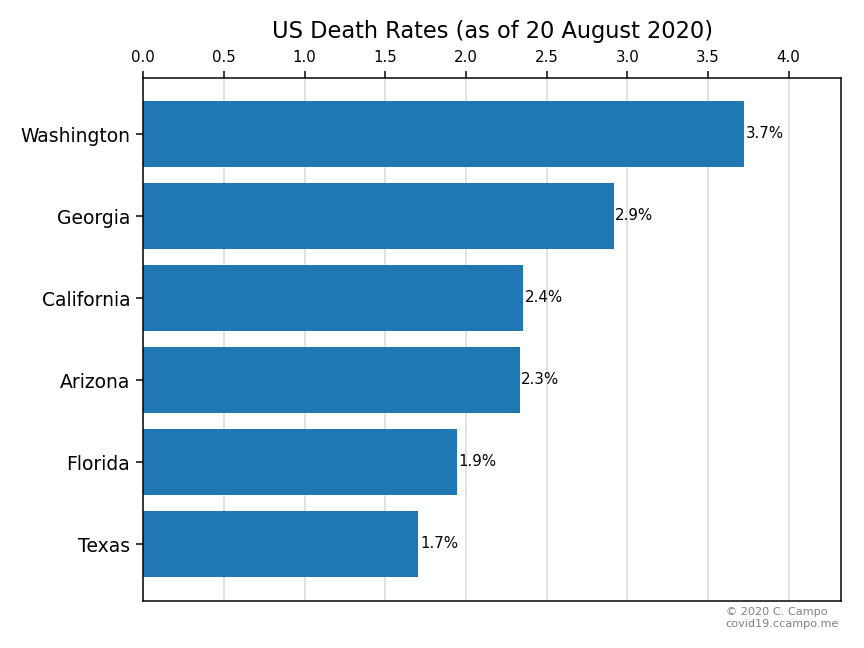 US Death Rates (as of 20 August 2020)
0.0 0.5 1.0 1.5 2.0 2.5 3.0 3.5 4.0
Washington 3.7%
Georgia 2.9%
California 2.4%
Arizona 2.3%
Florida 1.9%
Texas 1.7%
© 2020 C. Campo
covid19.ccampo.me